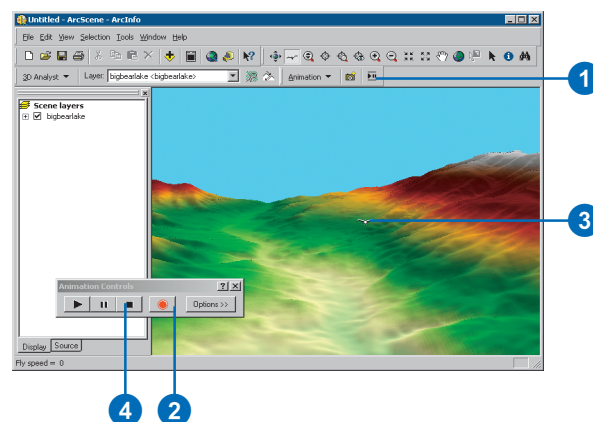 Untitled - ArcScene - ArcInfo
File Edit View Selection Tools Window Help
3D Analyst Layer: bigbearlake <bigbearlake> Animation
1
Scene layers
bigbearlake
3
Animation Controls
Options >>
Display Source
Fly speed = 0
4 2